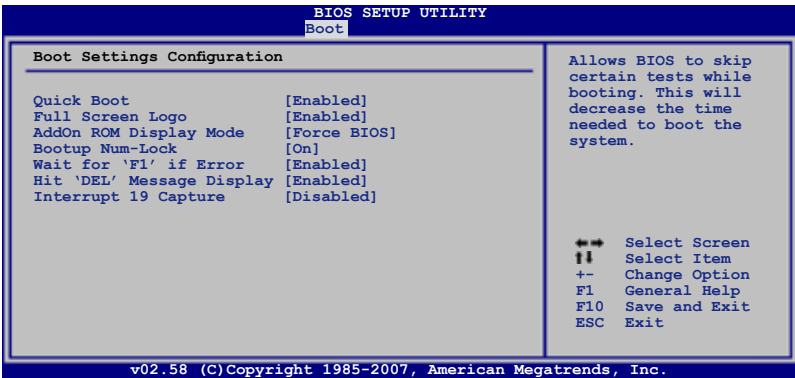 BIOS SETUP UTILITY
Boot
Boot Settings Configuration
Quick Boot [Enabled]
Full Screen Logo [Enabled]
AddOn ROM Display Mode [Force BIOS]
Bootup Num-Lock [On]
Wait for ‘F1’ if Error [Enabled]
Hit ‘DEL’ Message Display [Enabled]
Interrupt 19 Capture [Disabled]
Allows BIOS to skip
certain tests while
booting. This will
decrease the time
needed to boot the
system.
←→ Select Screen
↑↓ Select Item
+- Change Option
F1 General Help
F10 Save and Exit
ESC Exit
v02.58 (C)Copyright 1985-2007, American Megatrends, Inc.